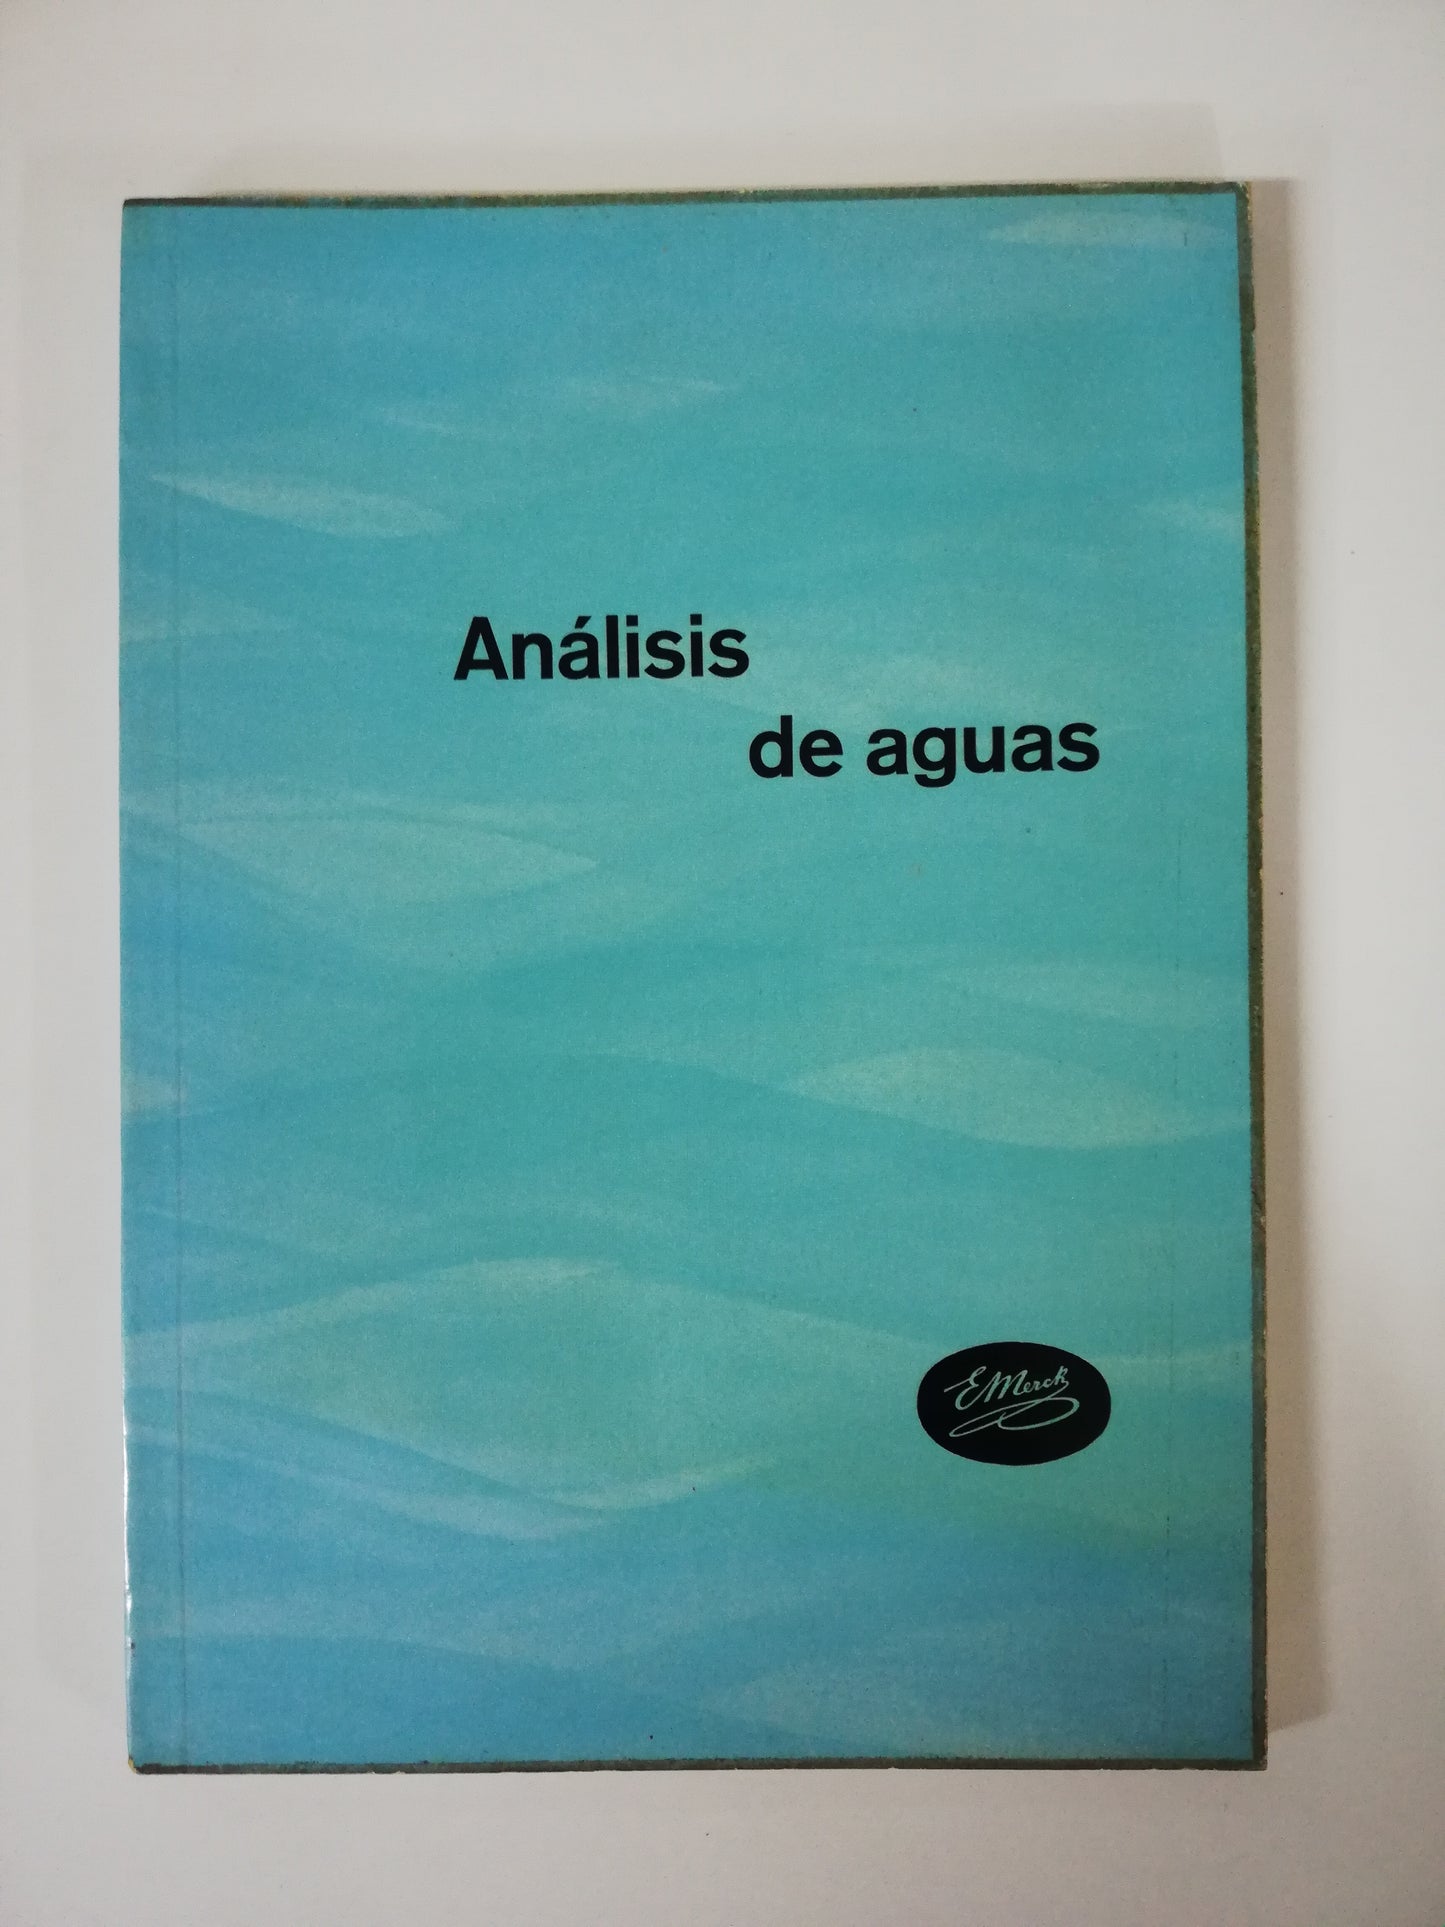 Análisis
de aguas
E Merck